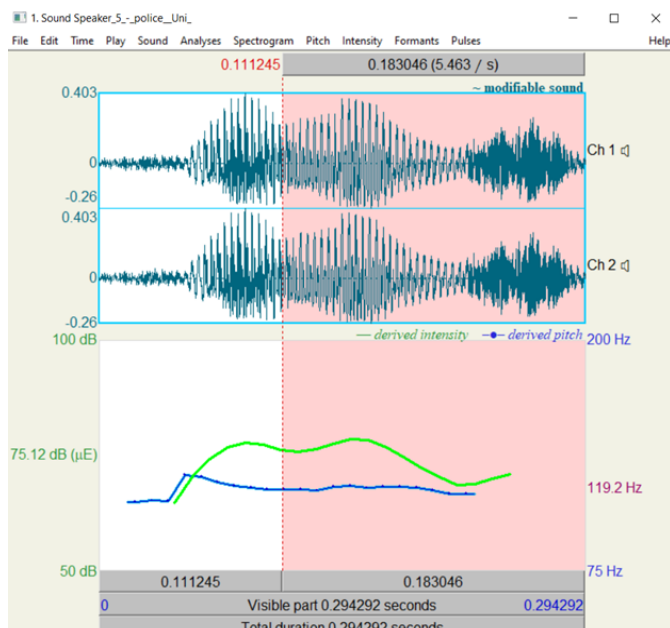 1. Sound Speaker_5_-_police__Uni_
File Edit Time Play Sound Analyses Spectrogram Pitch Intensity Formants Pulses Help
0.111245 0.183046 (5.463 / s)
~ modifiable sound
0.403
0
-0.26
Ch 1
0.403
0
-0.26
Ch 2
derived intensity derived pitch
100 dB 200 Hz
75.12 dB (µE)
119.2 Hz
50 dB 75 Hz
0.111245 0.183046
0 Visible part 0.294292 seconds 0.294292
Total duration 0.294292 seconds